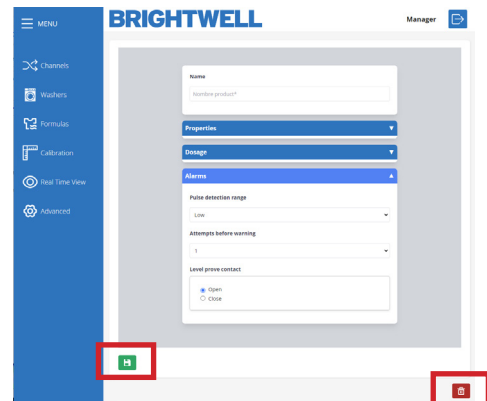 MENU
BRIGHTWELL
Manager
Channels
Washers
Formulas
Calibration
Real Time View
Advanced
Name
Nombre product*
Properties
Dosage
Alarms
Pulse detection range
Low
Attempts before warning
1
Level prove contact
Open
Close